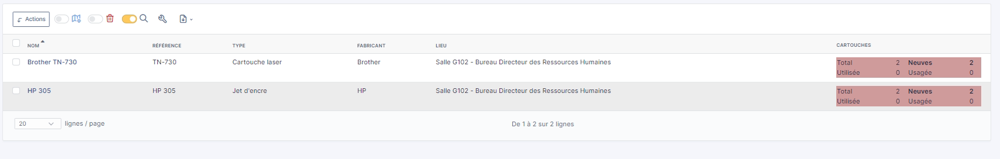 Actions
NOM RÉFÉRENCE TYPE FABRICANT LIEU CARTOUCHES
Brother TN-730 TN-730 Cartouche laser Brother Salle G102 - Bureau Directeur des Ressources Humaines Total 2 Neuves 2
Utilisée 0 Usagée 0
HP 305 HP 305 Jet d'encre HP Salle G102 - Bureau Directeur des Ressources Humaines Total 2 Neuves 2
Utilisée 0 Usagée 0
20 lignes / page De 1 à 2 sur 2 lignes